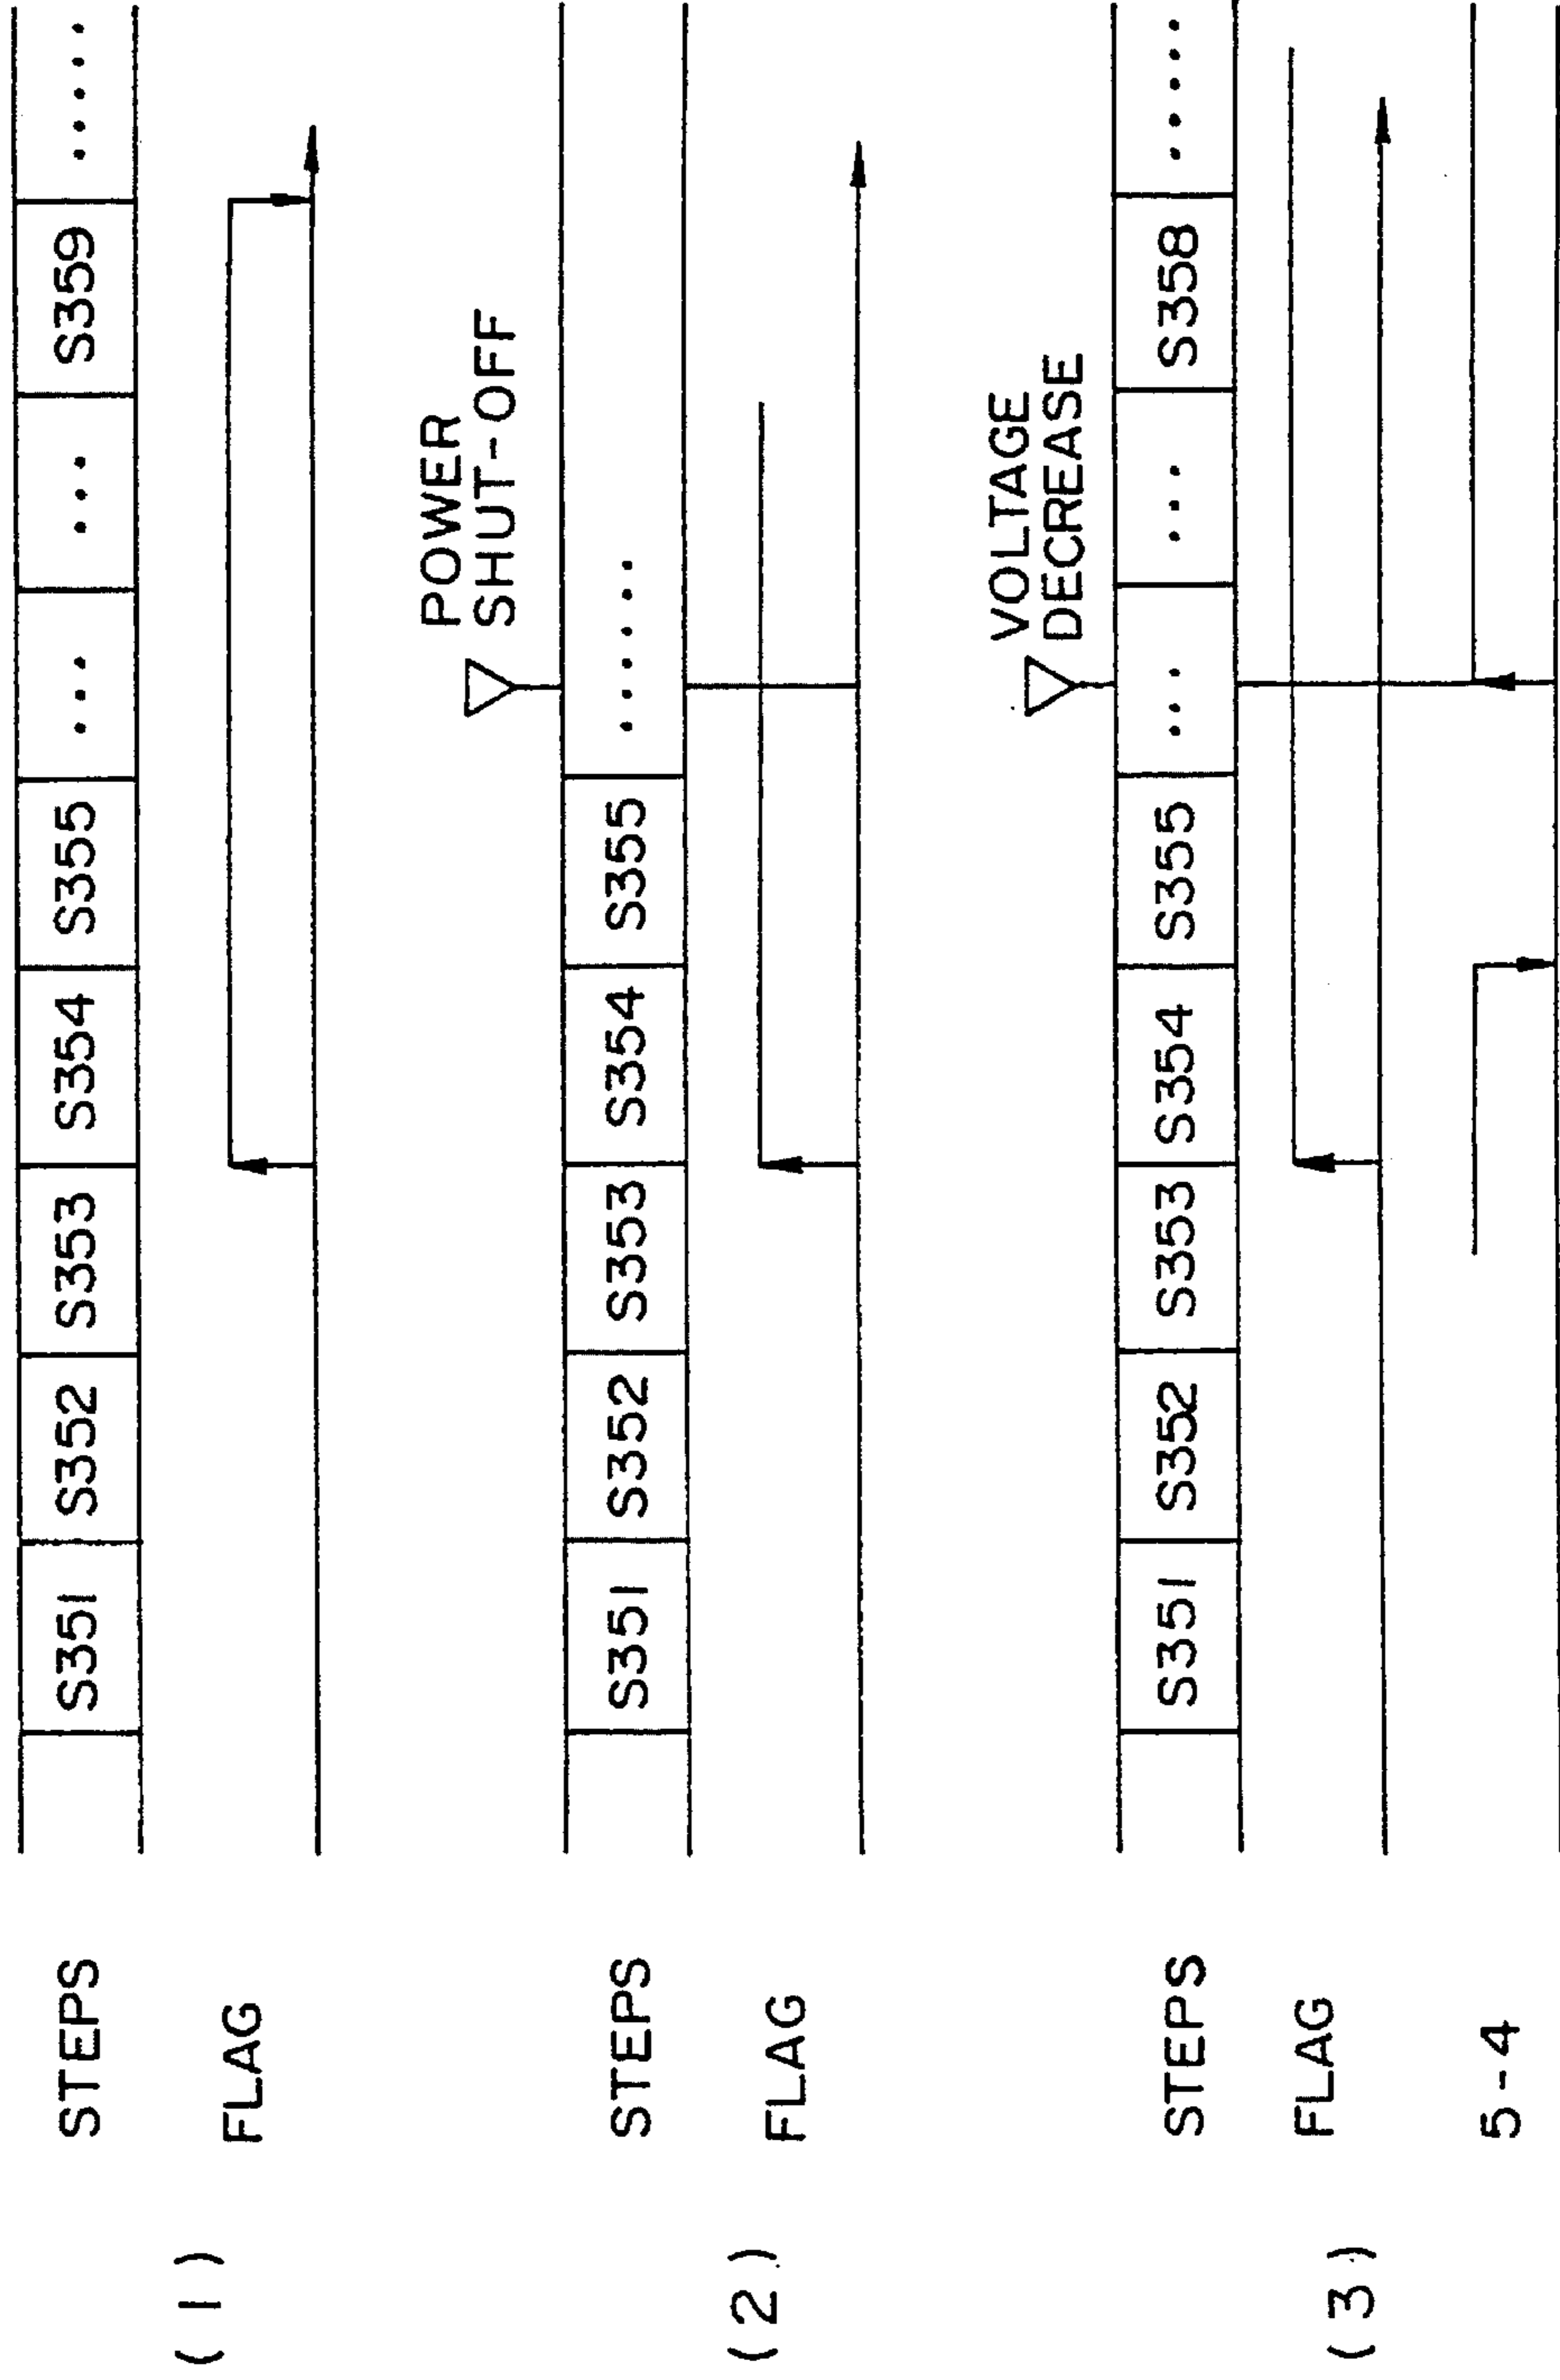 (1)
STEPS
S351 S352 S353 S354 S355 ... ... S359 .....
FLAG
(2)
POWER
SHUT-OFF
STEPS
S351 S352 S353 S354 S355 ......
FLAG
(3)
VOLTAGE
DECREASE
STEPS
S351 S352 S353 S354 S355 ... ... S358 .....
FLAG
5-4